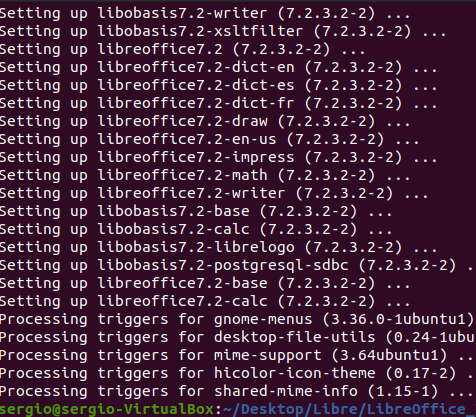 Setting up libobasis7.2-writer (7.2.3.2-2) ...
Setting up libobasis7.2-xsltfilter (7.2.3.2-2) ...
Setting up libreoffice7.2 (7.2.3.2-2) ...
Setting up libreoffice7.2-dict-en (7.2.3.2-2) ...
Setting up libreoffice7.2-dict-es (7.2.3.2-2) ...
Setting up libreoffice7.2-dict-fr (7.2.3.2-2) ...
Setting up libreoffice7.2-draw (7.2.3.2-2) ...
Setting up libreoffice7.2-en-us (7.2.3.2-2) ...
Setting up libreoffice7.2-impress (7.2.3.2-2) ...
Setting up libreoffice7.2-math (7.2.3.2-2) ...
Setting up libreoffice7.2-writer (7.2.3.2-2) ...
Setting up libobasis7.2-base (7.2.3.2-2) ...
Setting up libobasis7.2-calc (7.2.3.2-2) ...
Setting up libobasis7.2-librelogo (7.2.3.2-2) ...
Setting up libobasis7.2-postgresql-sdbc (7.2.3.2-2) .
Setting up libreoffice7.2-base (7.2.3.2-2) ...
Setting up libreoffice7.2-calc (7.2.3.2-2) ...
Processing triggers for gnome-menus (3.36.0-1ubuntu1)
Processing triggers for desktop-file-utils (0.24-1ubu
Processing triggers for mime-support (3.64ubuntu1) ...
Processing triggers for hicolor-icon-theme (0.17-2) ...
Processing triggers for shared-mime-info (1.15-1) ...
sergio@sergio-VirtualBox:~/Desktop/Libre/LibreOffice_